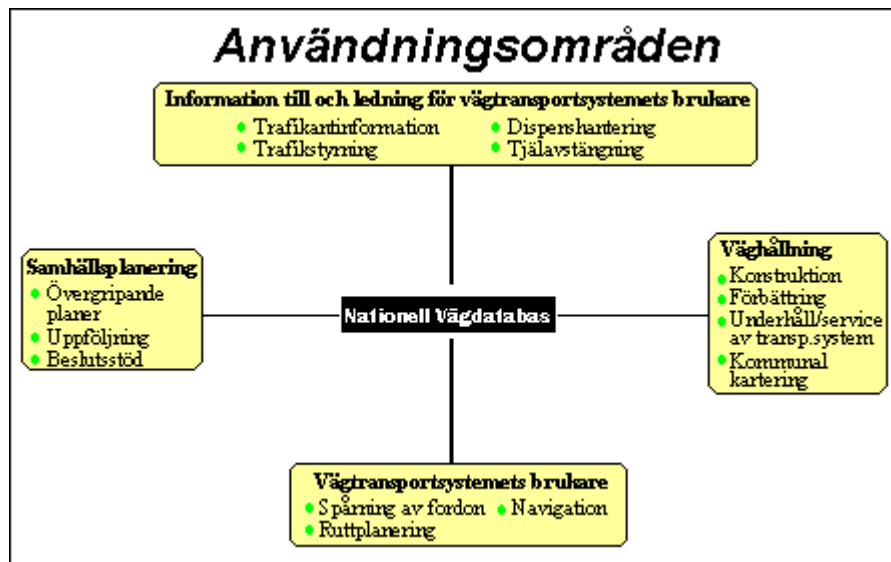 Användningsområden
Information till och ledning för vägtransportsystemets brukare
Trafikantinformation
Dispenshantering
Trafikstyrning
Tjälavstängning
Samhällsplanering
Övergripande
planer
Uppföljning
Beslutsstöd
Nationell Vägdatabas
Väghållning
Konstruktion
Förbättring
Underhåll/service
av transp.system
Kommunal
kartering
Vägtransportsystemets brukare
Spårning av fordon
Navigation
Ruttplanering